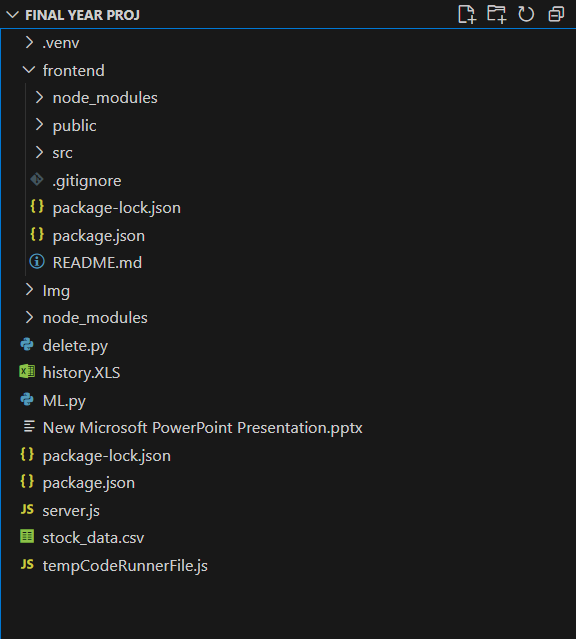 FINAL YEAR PROJ
.venv
frontend
node_modules
public
src
.gitignore
package-lock.json
package.json
README.md
Img
node_modules
delete.py
history.XLS
ML.py
New Microsoft PowerPoint Presentation.pptx
package-lock.json
package.json
JS server.js
stock_data.csv
JS tempCodeRunnerFile.js